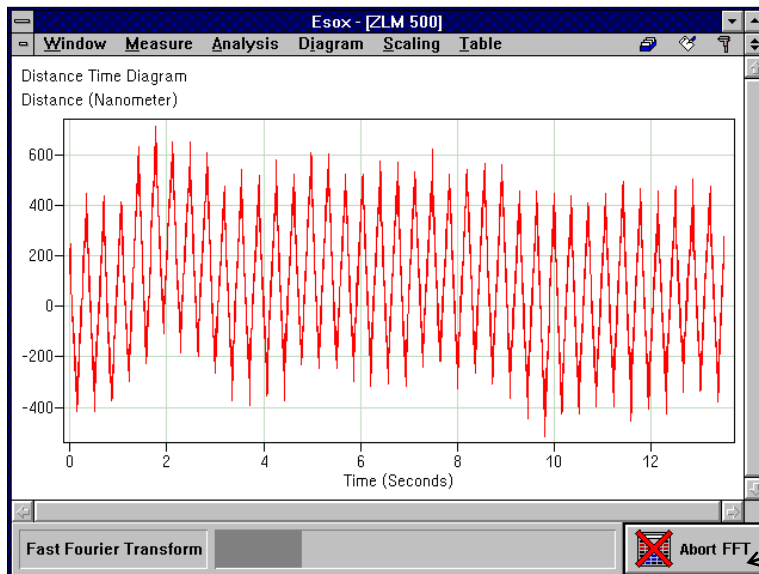 Esox - [ZLM 500]
Window Measure Analysis Diagram Scaling Table
Distance Time Diagram
Distance (Nanometer)
600
400
200
0
-200
-400
0 2 4 6 8 10 12
Time (Seconds)
Fast Fourier Transform
Abort FFT